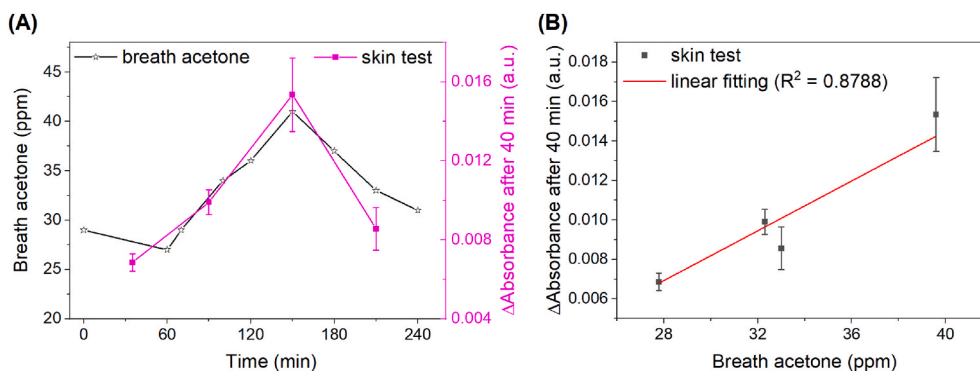 (A)
breath acetone
skin test
45
40
35
30
25
20
Breath acetone (ppm)
0
60
120
180
240
Time (min)
0.016
0.012
0.008
0.004
ΔAbsorbance after 40 min (a.u.)
(B)
skin test
linear fitting (R² = 0.8788)
0.018
0.016
0.014
0.012
0.010
0.008
0.006
ΔAbsorbance after 40 min (a.u.)
28
32
36
40
Breath acetone (ppm)